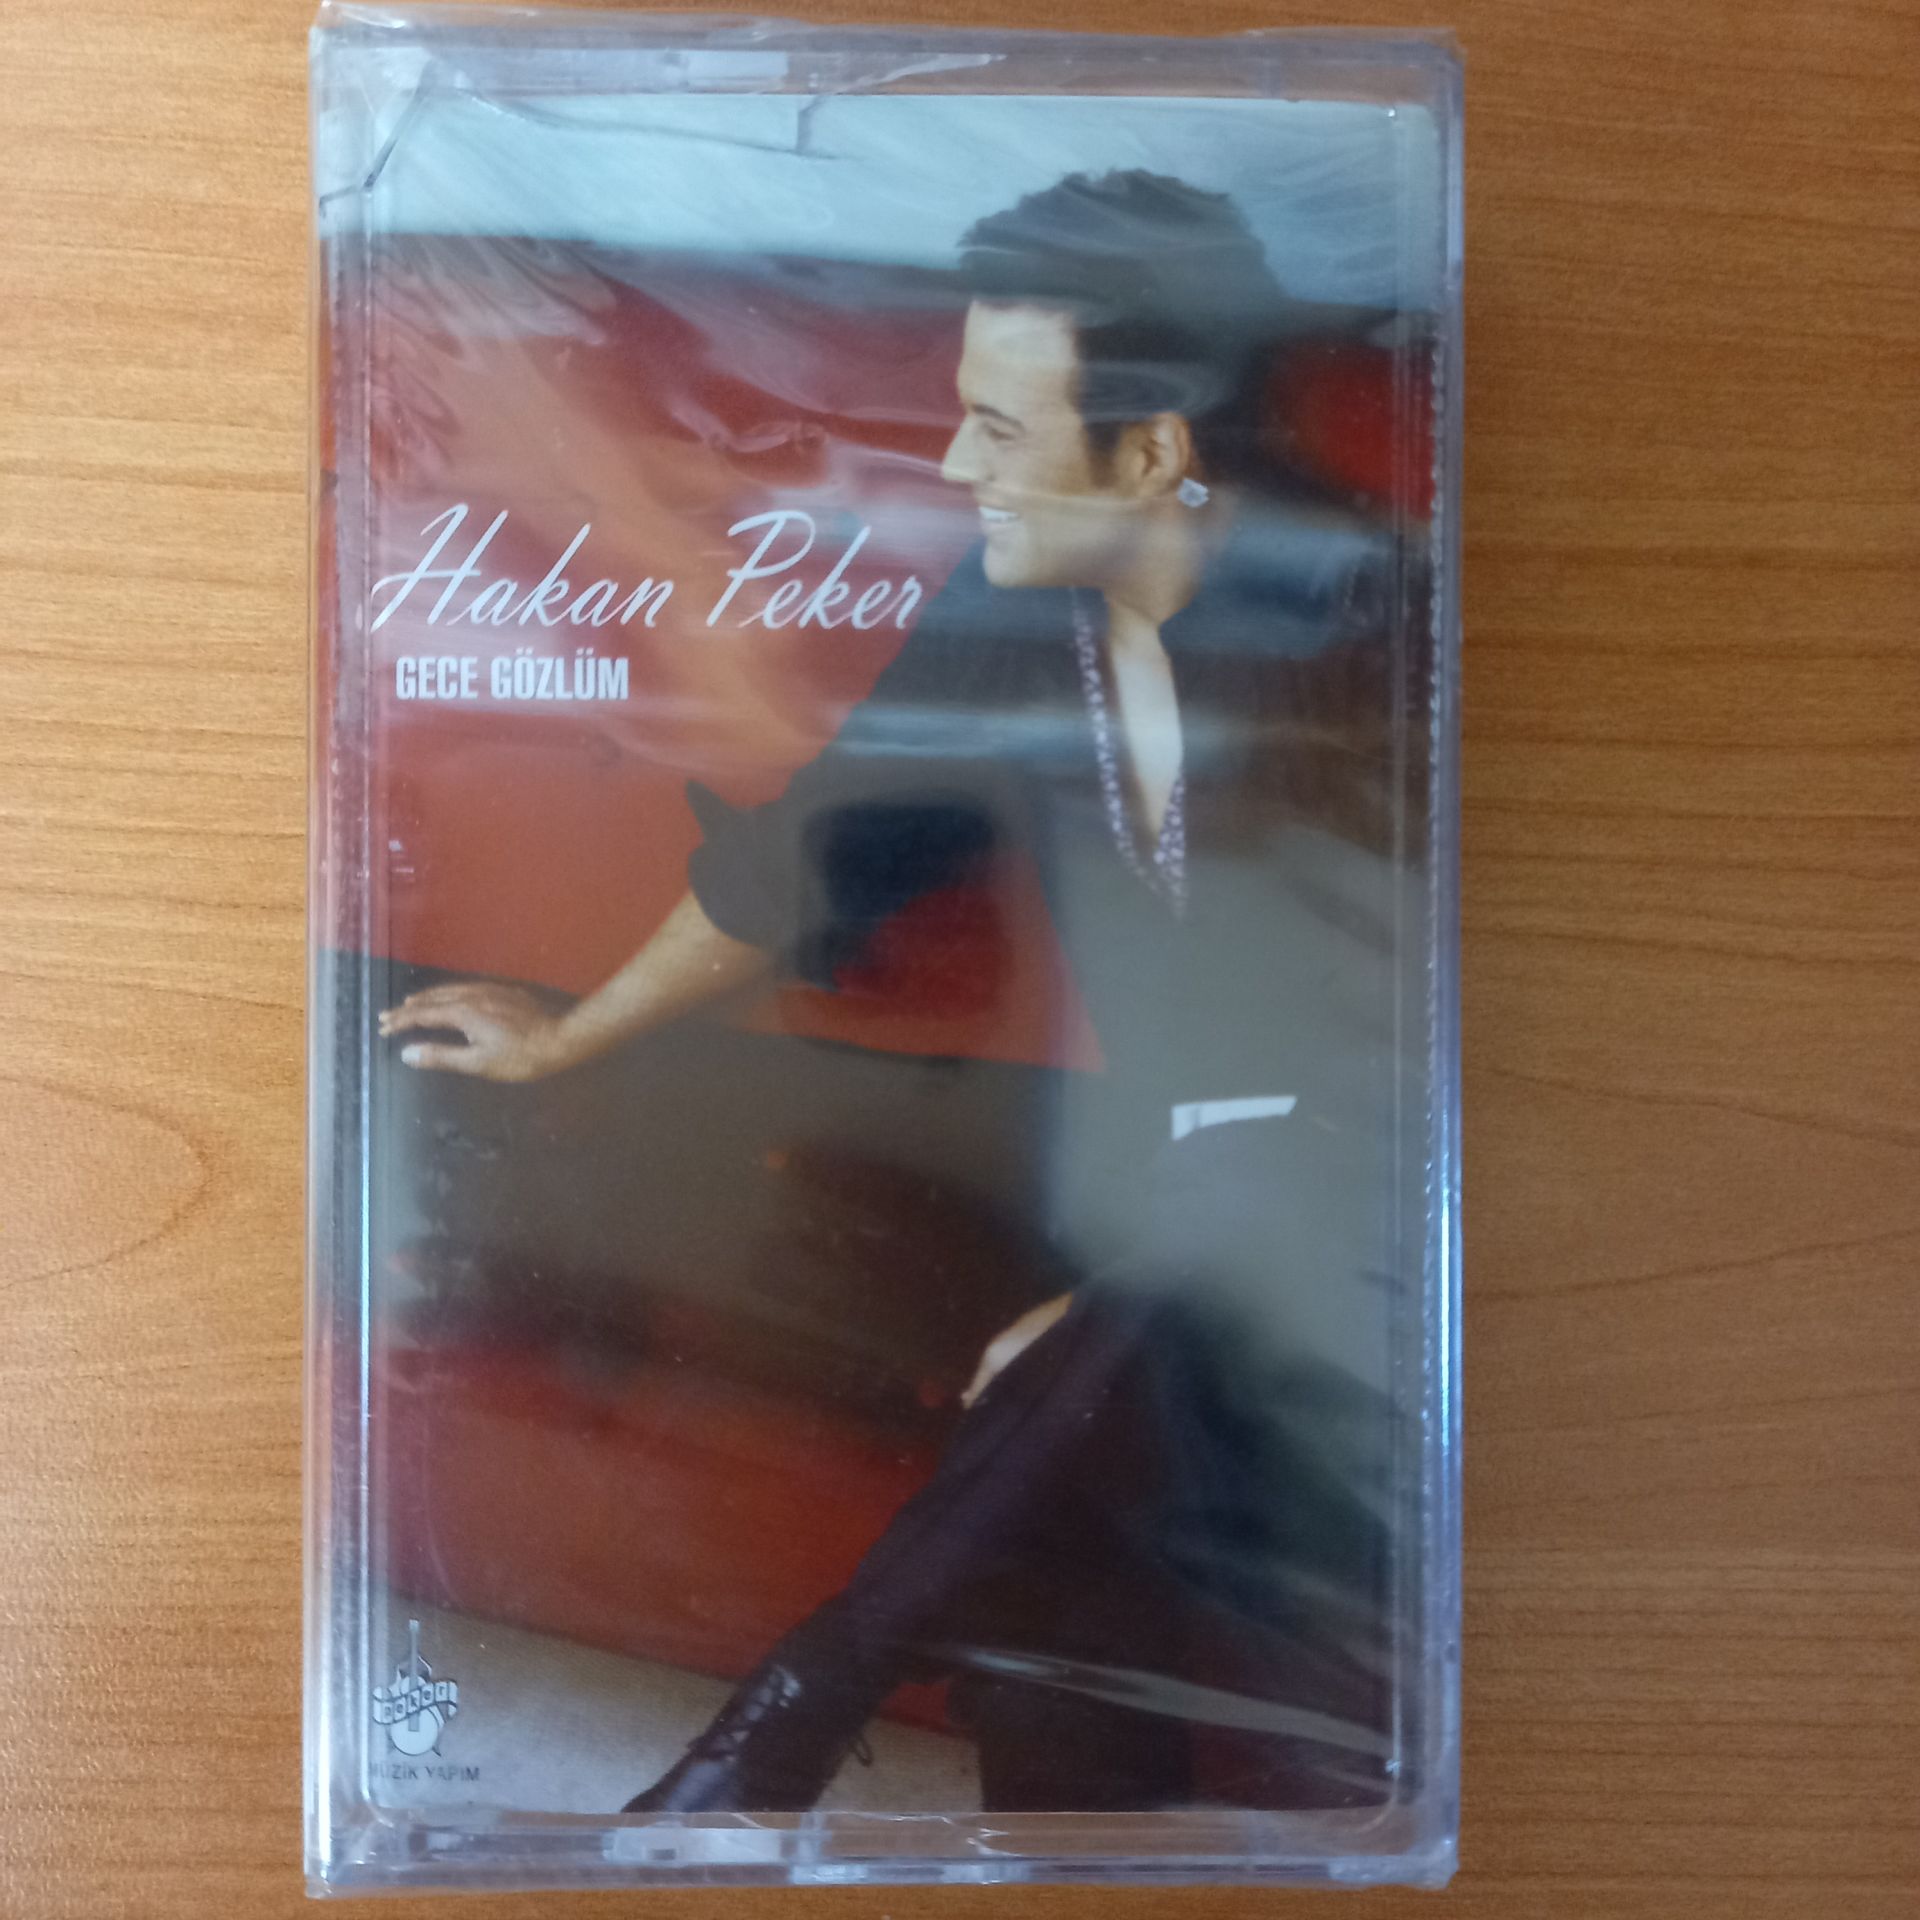 Hakan Peker
GECE GÖZLÜM
MÜZİK YAPIM